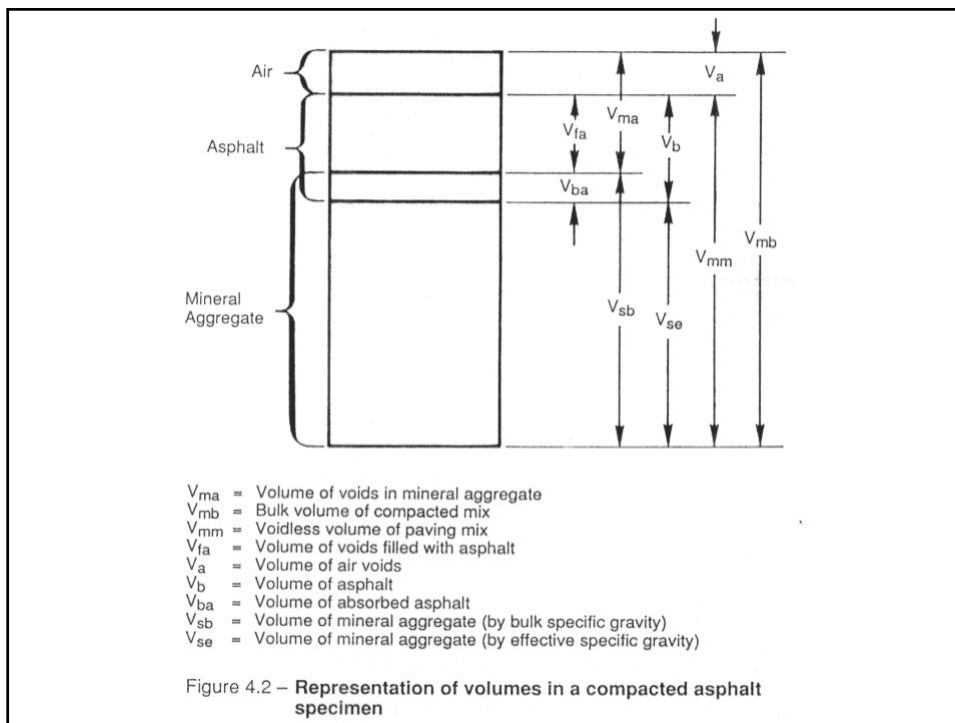 Air
Asphalt
Mineral
Aggregate
Va
Vma
Vfa
Vb
Vba
Vmb
Vmm
Vsb
Vse
Vma = Volume of voids in mineral aggregate
Vmb = Bulk volume of compacted mix
Vmm = Voidless volume of paving mix
Vfa = Volume of voids filled with asphalt
Va = Volume of air voids
Vb = Volume of asphalt
Vba = Volume of absorbed asphalt
Vsb = Volume of mineral aggregate (by bulk specific gravity)
Vse = Volume of mineral aggregate (by effective specific gravity)
Figure 4.2 – Representation of volumes in a compacted asphalt
specimen